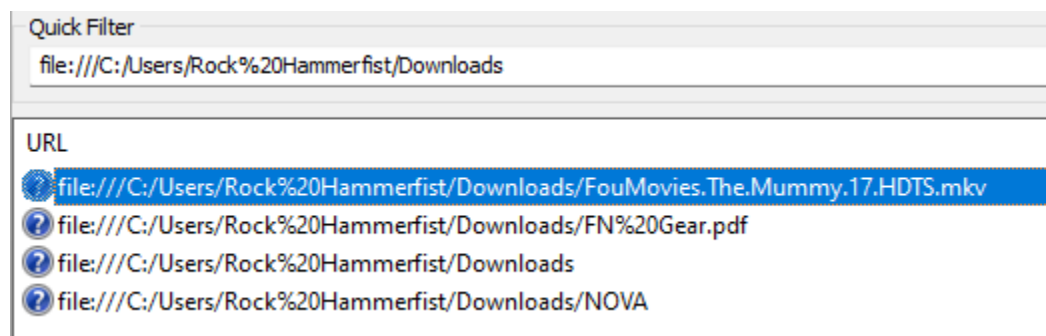 Quick Filter
file:///C:/Users/Rock%20Hammerfist/Downloads
URL
file:///C:/Users/Rock%20Hammerfist/Downloads/FouMovies.The.Mummy.17.HDTS.mkv
file:///C:/Users/Rock%20Hammerfist/Downloads/FN%20Gear.pdf
file:///C:/Users/Rock%20Hammerfist/Downloads
file:///C:/Users/Rock%20Hammerfist/Downloads/NOVA